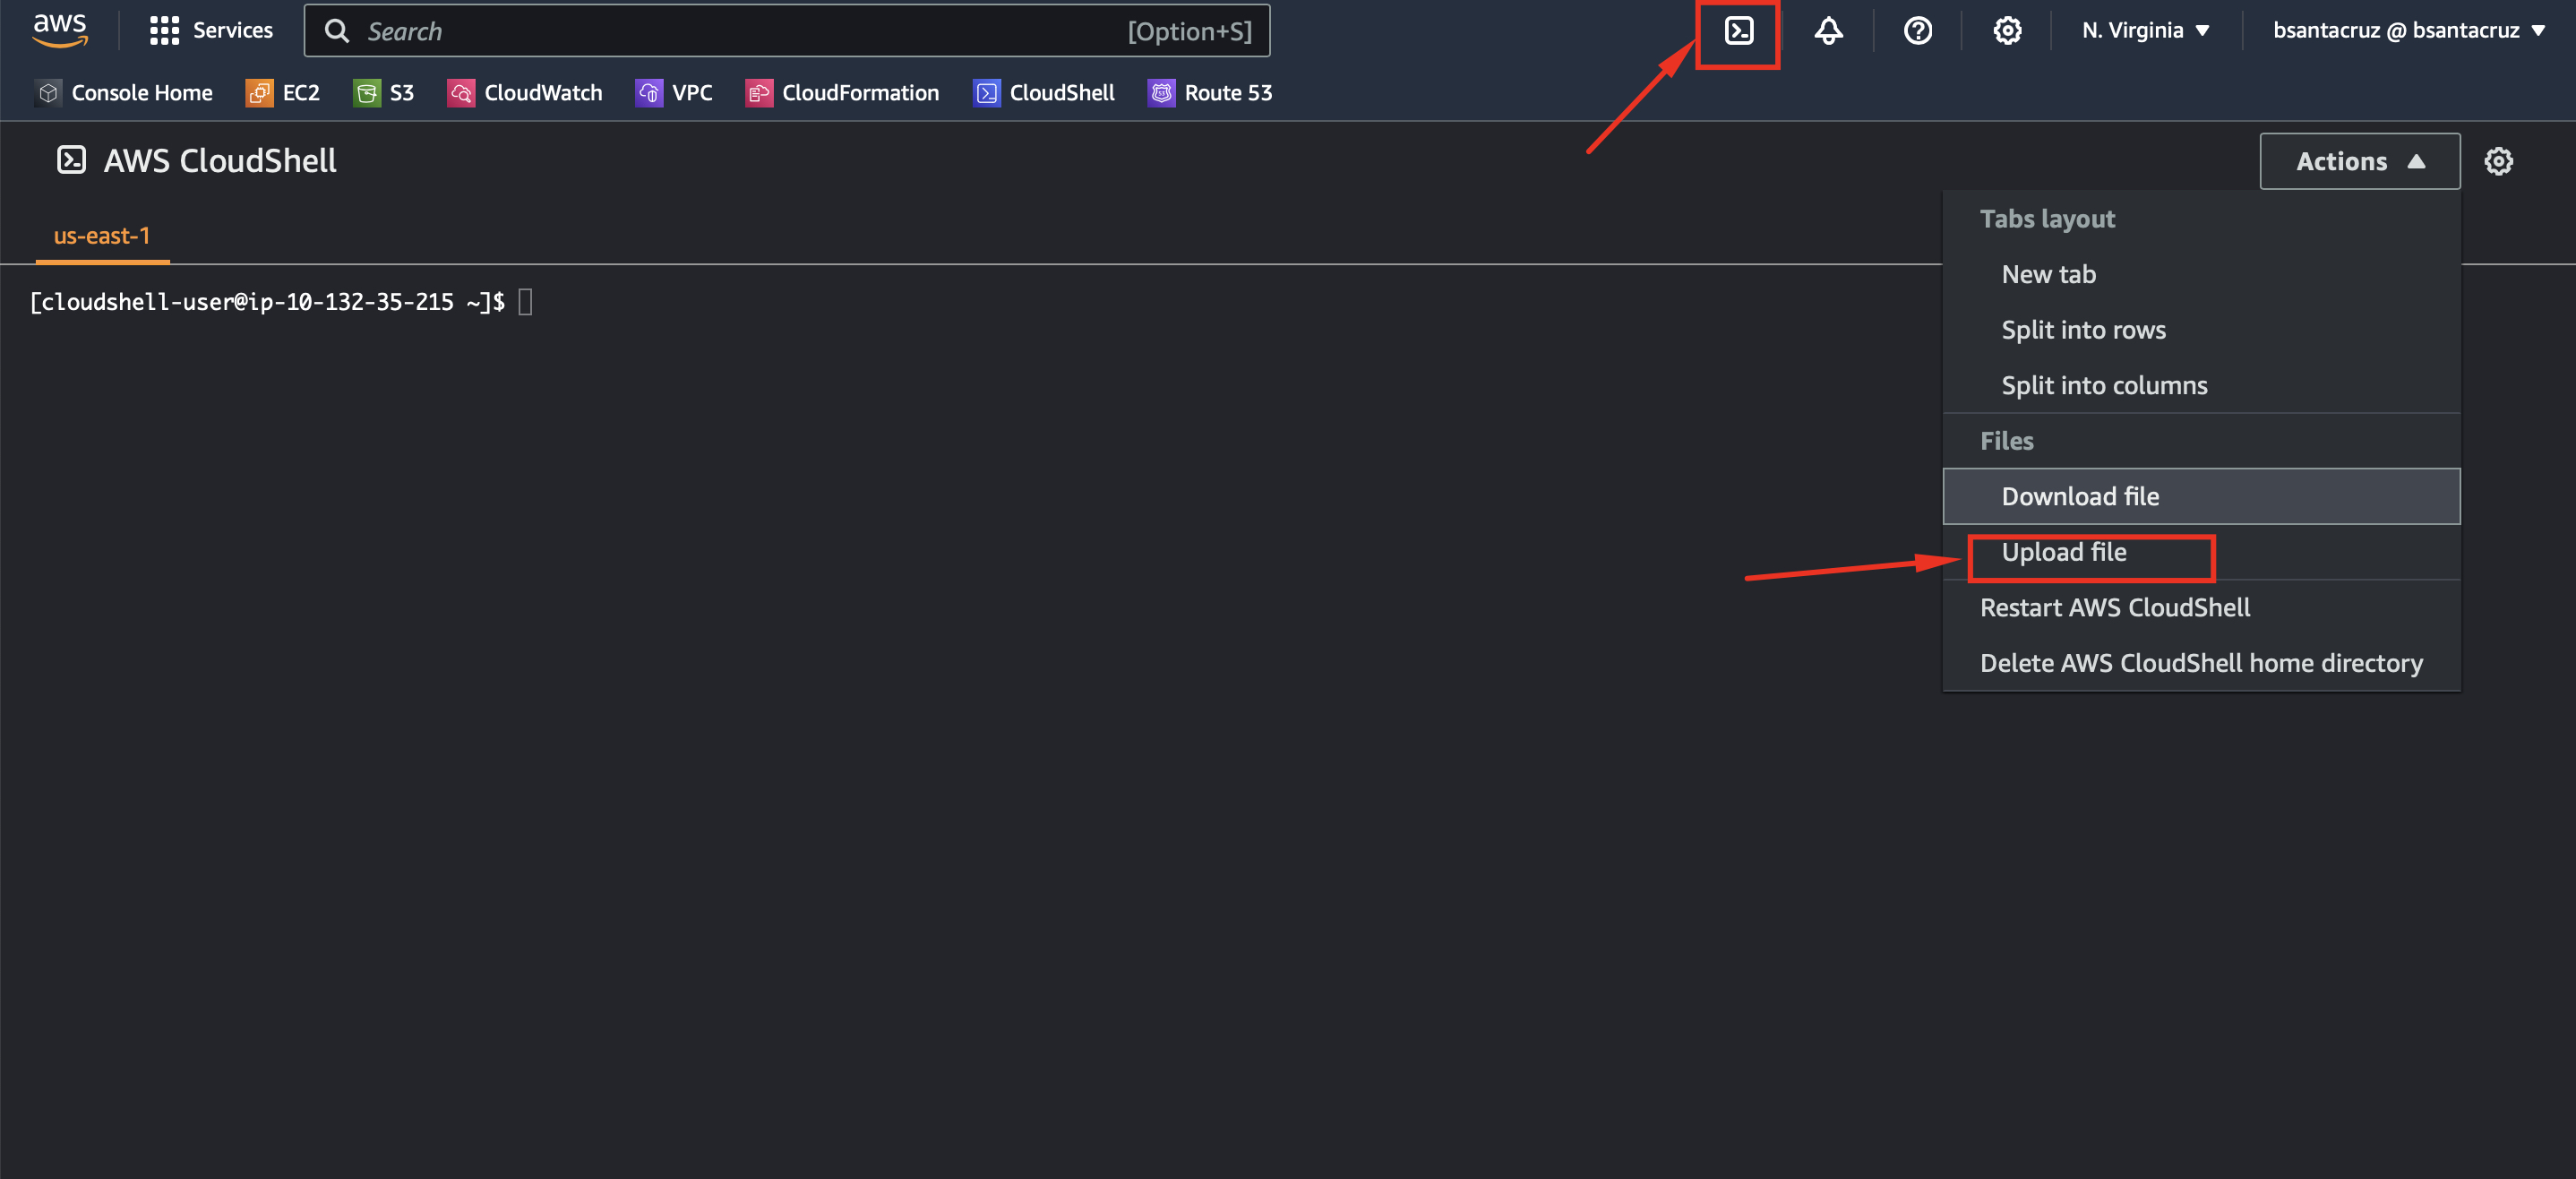 aws Services Search [Option+S] N. Virginia bsantacruz @ bsantacruz
Console Home EC2 S3 CloudWatch VPC CloudFormation CloudShell Route 53
AWS CloudShell Actions
us-east-1
[cloudshell-user@ip-10-132-35-215 ~]$
Tabs layout
New tab
Split into rows
Split into columns
Files
Download file
Upload file
Restart AWS CloudShell
Delete AWS CloudShell home directory